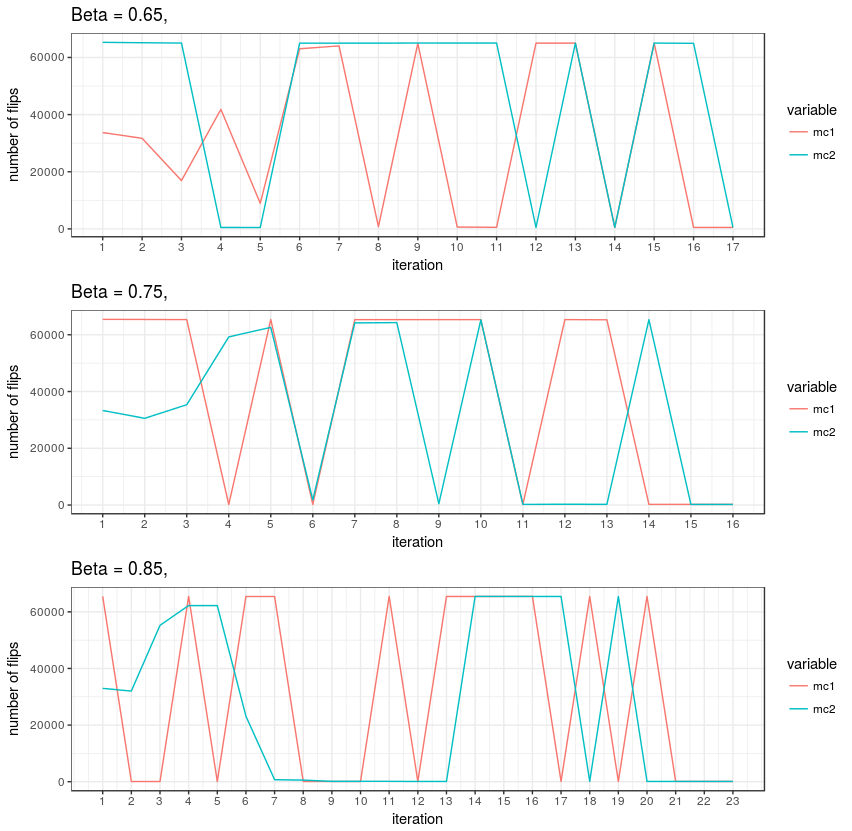 Beta = 0.65,
number of flips
60000
40000
20000
0
1 2 3 4 5 6 7 8 9 10 11 12 13 14 15 16 17
iteration
variable
mc1
mc2
Beta = 0.75,
number of flips
60000
40000
20000
0
1 2 3 4 5 6 7 8 9 10 11 12 13 14 15 16
iteration
variable
mc1
mc2
Beta = 0.85,
number of flips
60000
40000
20000
0
1 2 3 4 5 6 7 8 9 10 11 12 13 14 15 16 17 18 19 20 21 22 23
iteration
variable
mc1
mc2